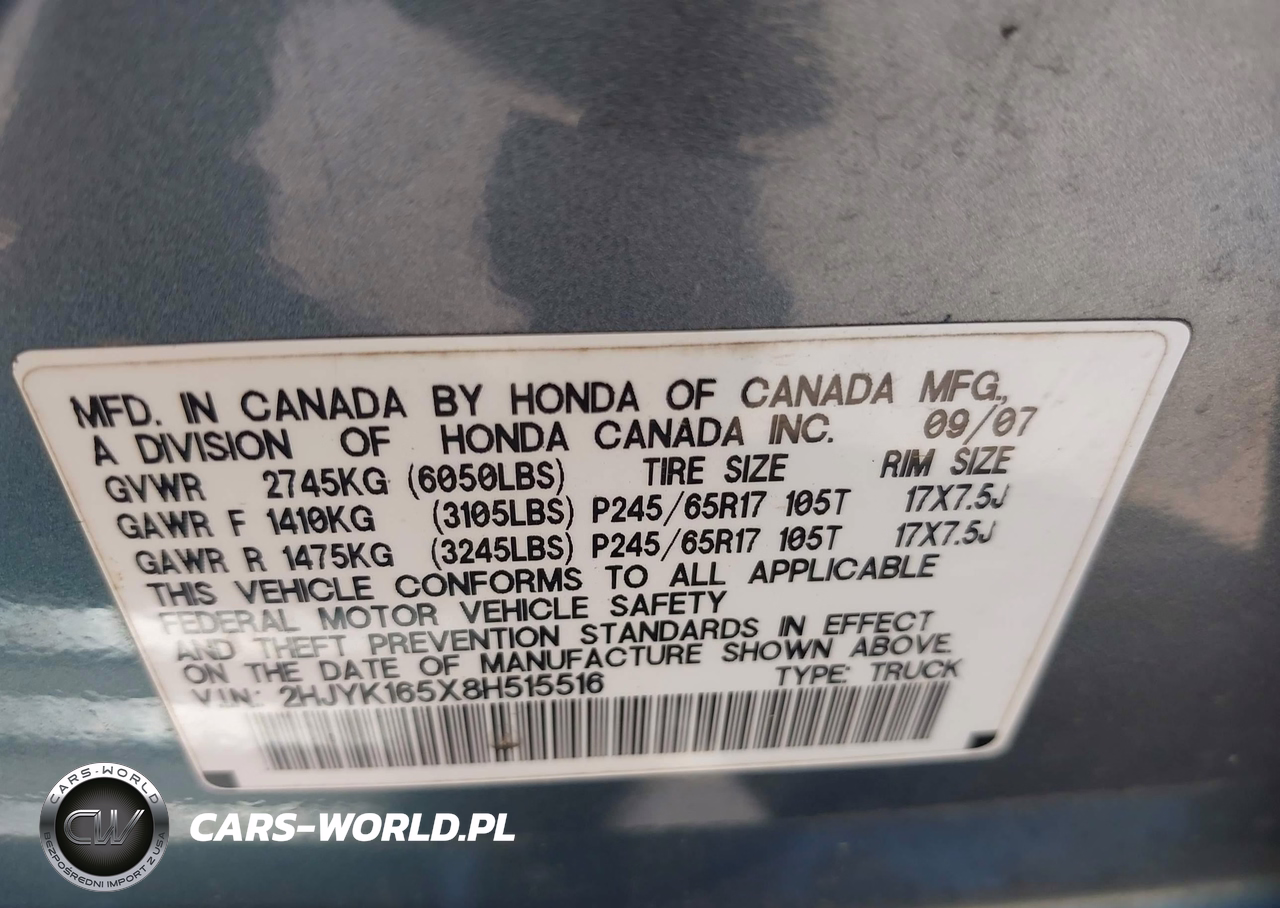 MFD. IN CANADA BY HONDA OF CANADA MFG.,
A DIVISION OF HONDA CANADA INC. 09/07
GVWR 2745KG (6050LBS) TIRE SIZE RIM SIZE
GAWR F 1410KG (3105LBS) P245/65R17 105T 17X7.5J
GAWR R 1475KG (3245LBS) P245/65R17 105T 17X7.5J
THIS VEHICLE CONFORMS TO ALL APPLICABLE
FEDERAL MOTOR VEHICLE SAFETY
AND THEFT PREVENTION STANDARDS IN EFFECT
ON THE DATE OF MANUFACTURE SHOWN ABOVE.
V.I.N: 2HJYK165X8H515516 TYPE: TRUCK
CARS-WORLD
CW
BEZPOŚREDNI IMPORT Z USA
CARS-WORLD.PL